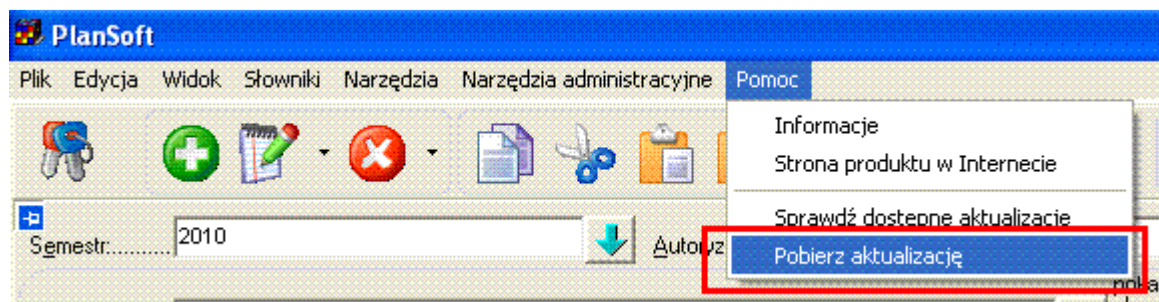 PlanSoft
Plik Edycja Widok Słowniki Narzędzia Narzędzia administracyjne Pomoc
Informacje
Strona produktu w Internecie
Sprawdź dostępne aktualizacje
Pobierz aktualizację
Semestr:......... 2010